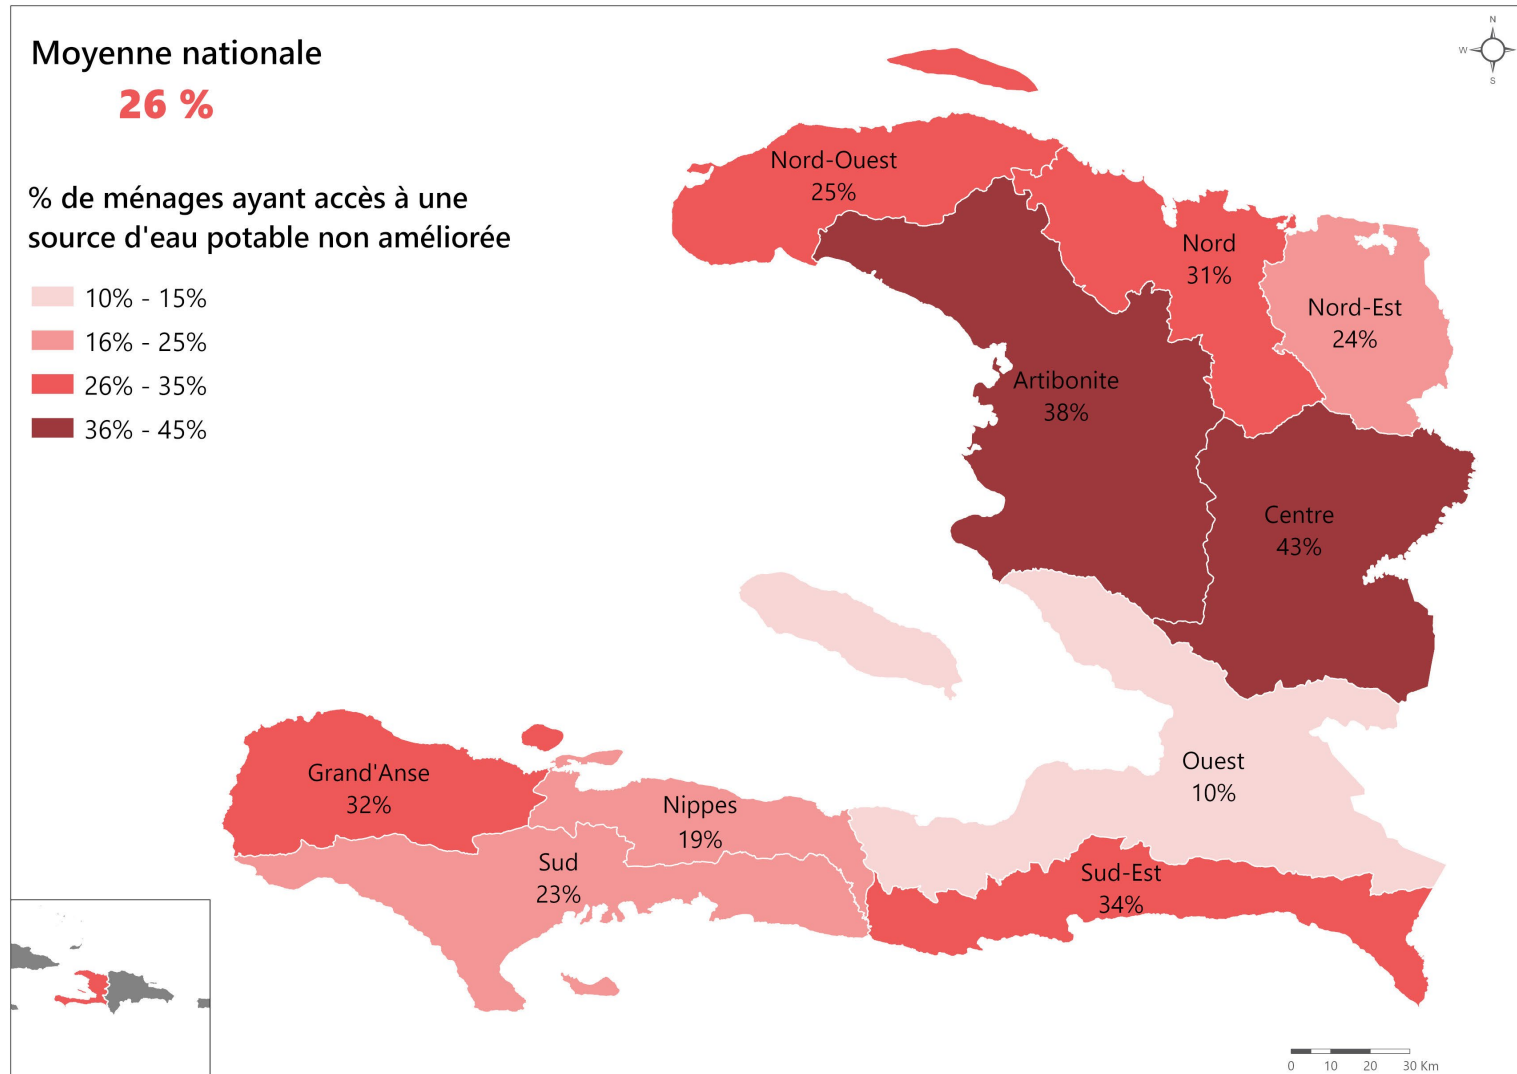 Moyenne nationale
26 %
% de ménages ayant accès à une
source d'eau potable non améliorée
10% - 15%
16% - 25%
26% - 35%
36% - 45%
N
W
S
Nord-Ouest
25%
Nord
31%
Nord-Est
24%
Artibonite
38%
Centre
43%
Ouest
10%
Grand'Anse
32%
Nippes
19%
Sud
23%
Sud-Est
34%
0 10 20 30 Km